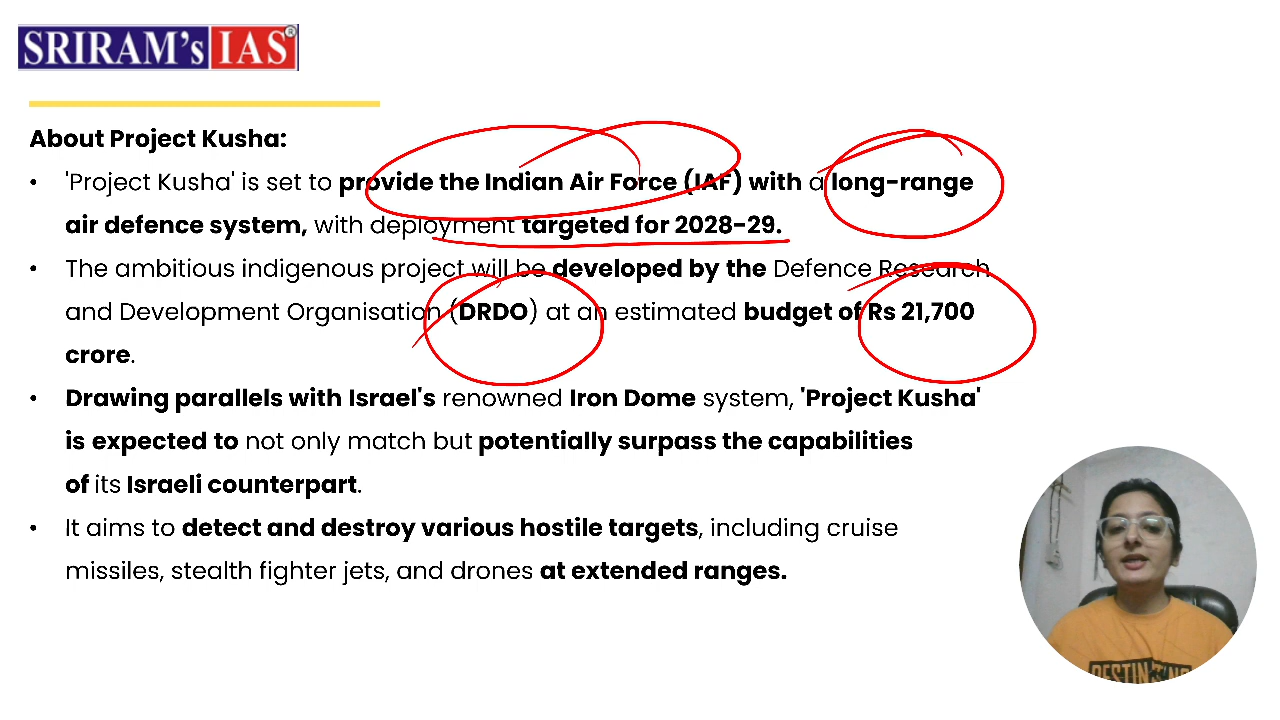 SRIRAM's IAS®
About Project Kusha:
• 'Project Kusha' is set to provide the Indian Air Force (IAF) with a long-range
air defence system, with deployment targeted for 2028-29.
• The ambitious indigenous project will be developed by the Defence Research
and Development Organisation (DRDO) at an estimated budget of Rs 21,700
crore.
• Drawing parallels with Israel's renowned Iron Dome system, 'Project Kusha'
is expected to not only match but potentially surpass the capabilities
of its Israeli counterpart.
• It aims to detect and destroy various hostile targets, including cruise
missiles, stealth fighter jets, and drones at extended ranges.